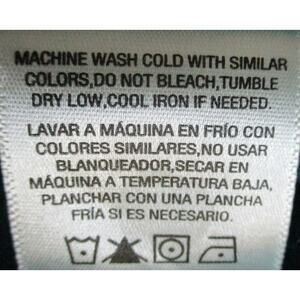 MACHINE WASH COLD WITH SIMILAR
COLORS,DO NOT BLEACH,TUMBLE
DRY LOW,COOL IRON IF NEEDED.
LAVAR A MÁQUINA EN FRÍO CON
COLORES SIMILARES,NO USAR
BLANQUEADOR,SECAR EN
MÁQUINA A TEMPERATURA BAJA,
PLANCHAR CON UNA PLANCHA
FRÍA SI ES NECESARIO.